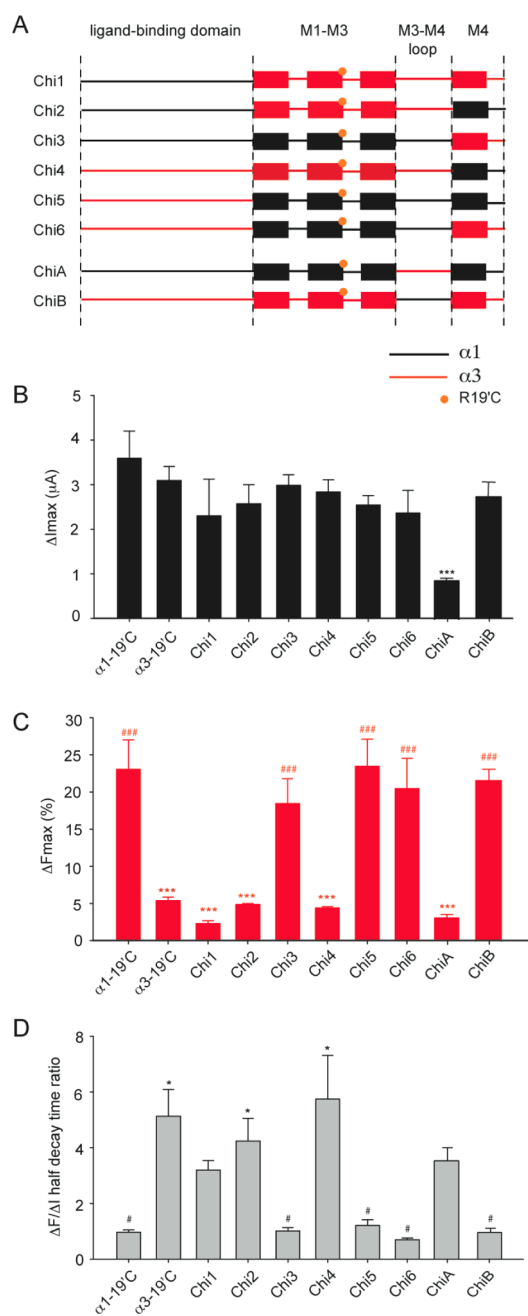 A
ligand-binding domain M1-M3 M3-M4 loop M4
Chi1
Chi2
Chi3
Chi4
Chi5
Chi6
ChiA
ChiB
α1
α3
R19'C
B
ΔImax (μA)
5
4
3
2
1
0
***
α1-19'C α3-19'C Chi1 Chi2 Chi3 Chi4 Chi5 Chi6 ChiA ChiB
C
ΔFmax (%)
30
25
20
15
10
5
0
### *** *** *** ### *** ### ### *** ###
α1-19'C α3-19'C Chi1 Chi2 Chi3 Chi4 Chi5 Chi6 ChiA ChiB
D
ΔF/ΔI half decay time ratio
8
6
4
2
0
# * * # * # # #
α1-19'C α3-19'C Chi1 Chi2 Chi3 Chi4 Chi5 Chi6 ChiA ChiB